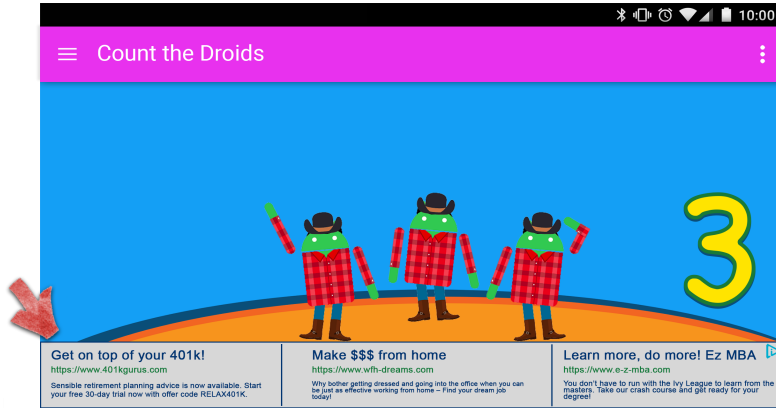 10:00
Count the Droids
3
Get on top of your 401k!
https://www.401kgurus.com
Sensible retirement planning advice is now available. Start
your free 30-day trial now with offer code RELAX401K.
Make $$$ from home
https://www.wfh-dreams.com
Why bother getting dressed and going into the office when you can
be just as effective working from home – Find your dream job
today!
Learn more, do more! Ez MBA
https://www.e-z-mba.com
You don't have to run with the Ivy League to learn from the
masters. Take our crash course and get ready for your
degree!